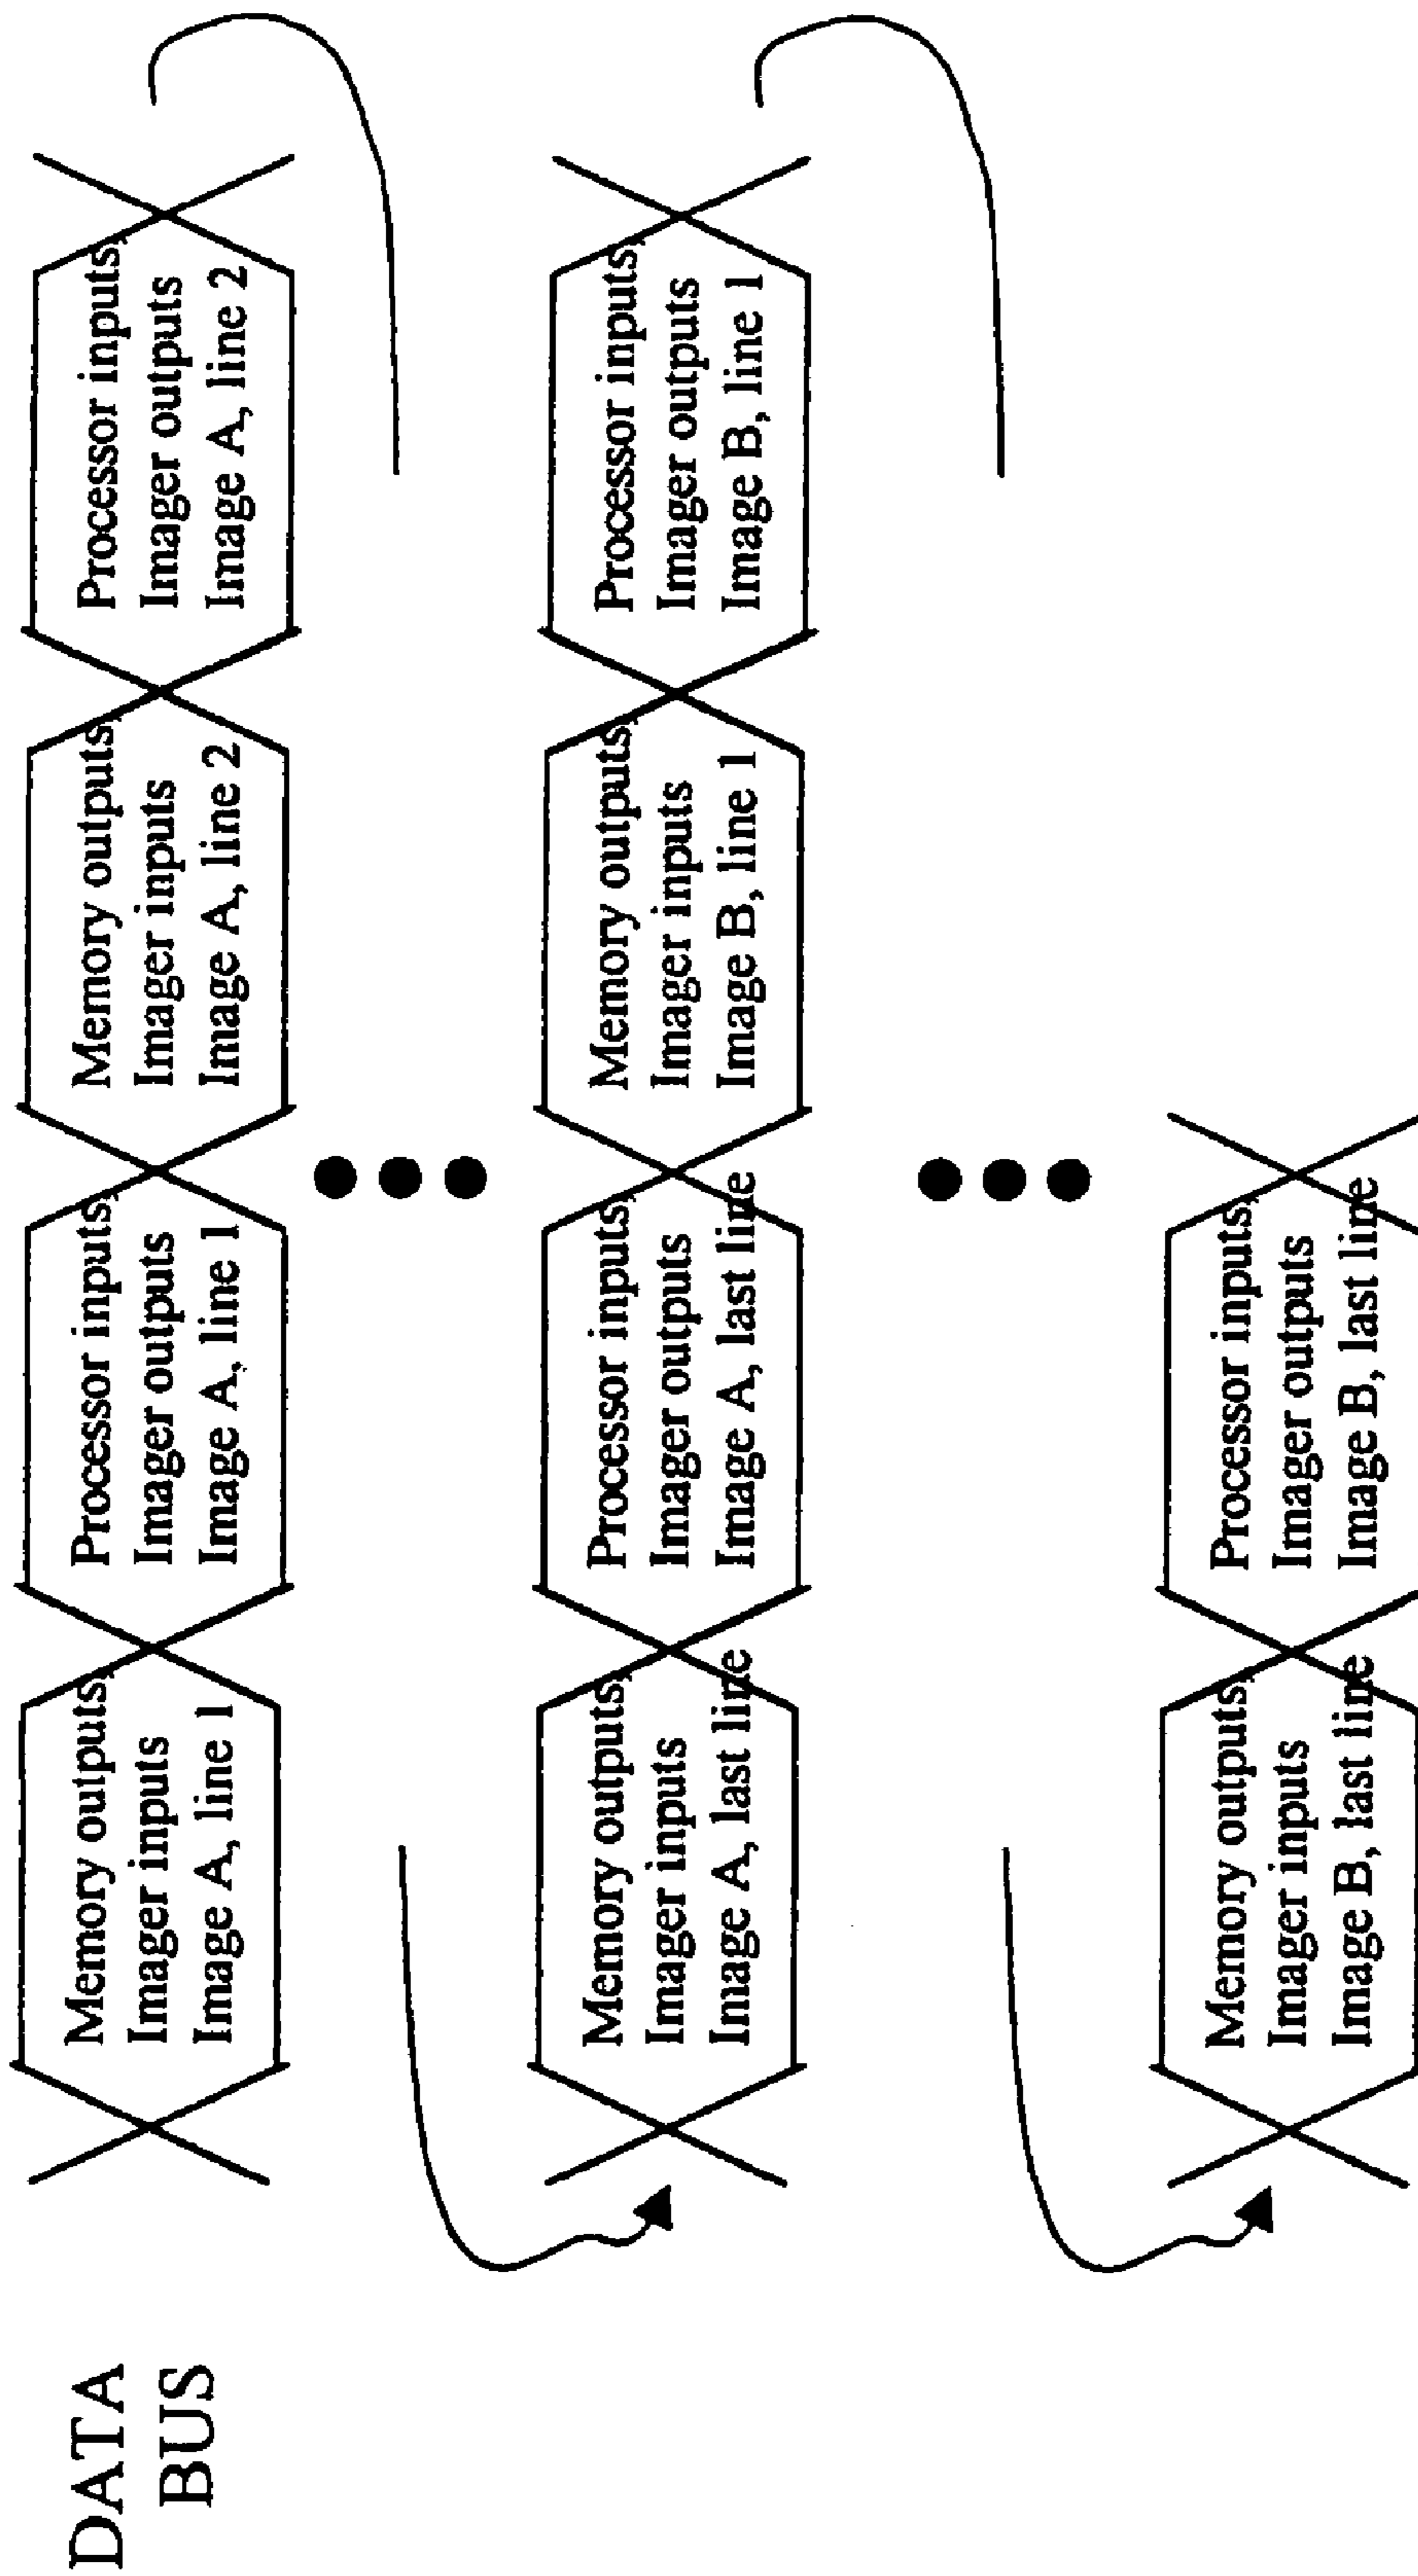 DATA
BUS
Memory outputs,
Imager inputs
Image A, line 1
Processor inputs,
Imager outputs
Image A, line 1
Memory outputs,
Imager inputs
Image A, line 2
Processor inputs,
Imager outputs
Image A, line 2
Memory outputs,
Imager inputs
Image A, last line
Processor inputs,
Imager outputs
Image A, last line
Memory outputs,
Imager inputs
Image B, line 1
Processor inputs,
Imager outputs
Image B, line 1
Memory outputs,
Imager inputs
Image B, last line
Processor inputs,
Imager outputs
Image B, last line